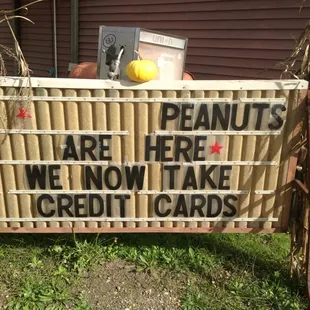 PEANUTS
ARE HERE
WE NOW TAKE
CREDIT CARDS